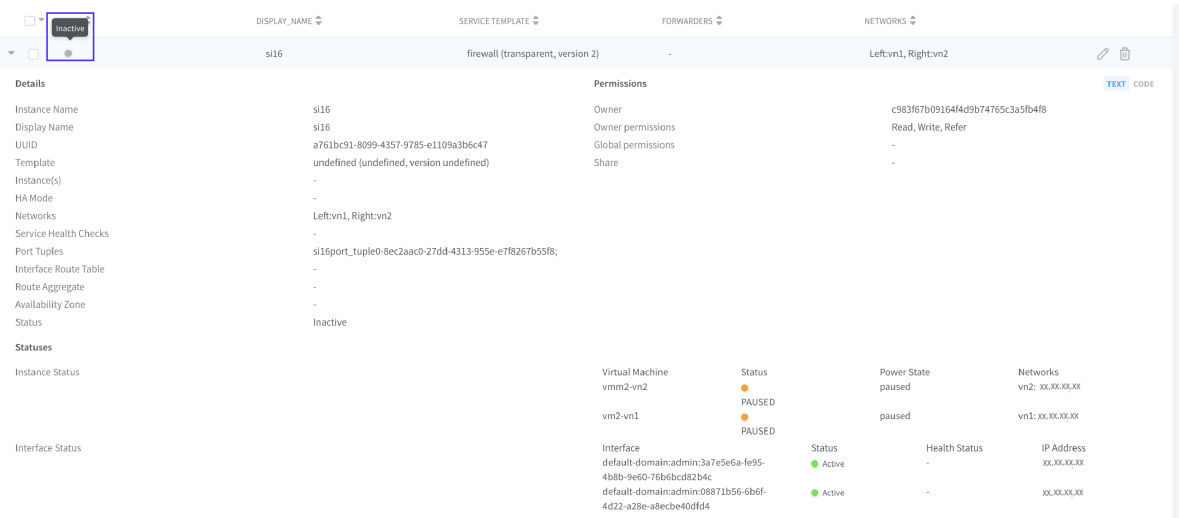 Inactive
DISPLAY_NAME SERVICE TEMPLATE FORWARDERS NETWORKS
si16 firewall (transparent, version 2) - Left:vn1, Right:vn2
Details Permissions TEXT CODE
Instance Name si16 Owner c983f67b09164f4d9b74765c3a5fb4f8
Display Name si16 Owner permissions Read, Write, Refer
UUID a761bc91-8099-4357-9785-e1109a3b6c47 Global permissions -
Template undefined (undefined, version undefined) Share -
Instance(s) -
HA Mode -
Networks Left:vn1, Right:vn2
Service Health Checks -
Port Tuples si16port_tuple0-8ec2aac0-27dd-4313-955e-e7f8267b55f8;
Interface Route Table -
Route Aggregate -
Availability Zone -
Status Inactive
Statuses
Instance Status Virtual Machine Status Power State Networks
vmm2-vn2 paused vn2: xx.xx.xx.xx
PAUSED
vm2-vn1 paused vn1: xx.xx.xx.xx
PAUSED
Interface Status Interface Status Health Status IP Address
default-domain:admin:3a7e5e6a-fe95- Active - xx.xx.xx.xx
4b8b-9e60-76b6bcd82b4c
default-domain:admin:08871b56-6b6f- Active - xx.xx.xx.xx
4d22-a28e-a8ecbe40dfd4